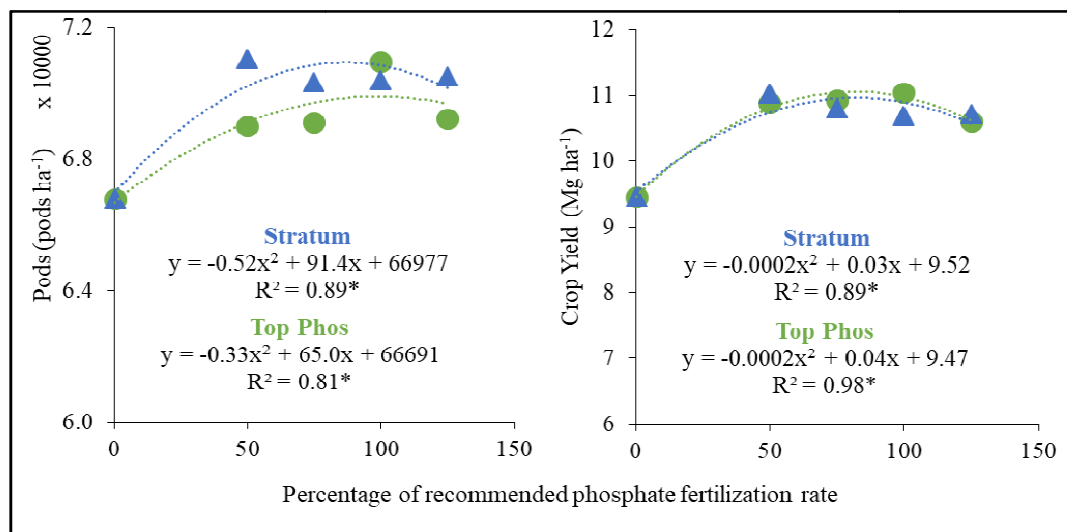 x 10000
Pods (pods ha⁻¹)
7.2
6.8
6.4
6.0
0
50
100
150
Stratum
y = -0.52x² + 91.4x + 66977
R² = 0.89*
Top Phos
y = -0.33x² + 65.0x + 66691
R² = 0.81*
Crop Yield (Mg ha⁻¹)
12
11
10
9
8
7
6
0
50
100
150
Stratum
y = -0.0002x² + 0.03x + 9.52
R² = 0.89*
Top Phos
y = -0.0002x² + 0.04x + 9.47
R² = 0.98*
Percentage of recommended phosphate fertilization rate